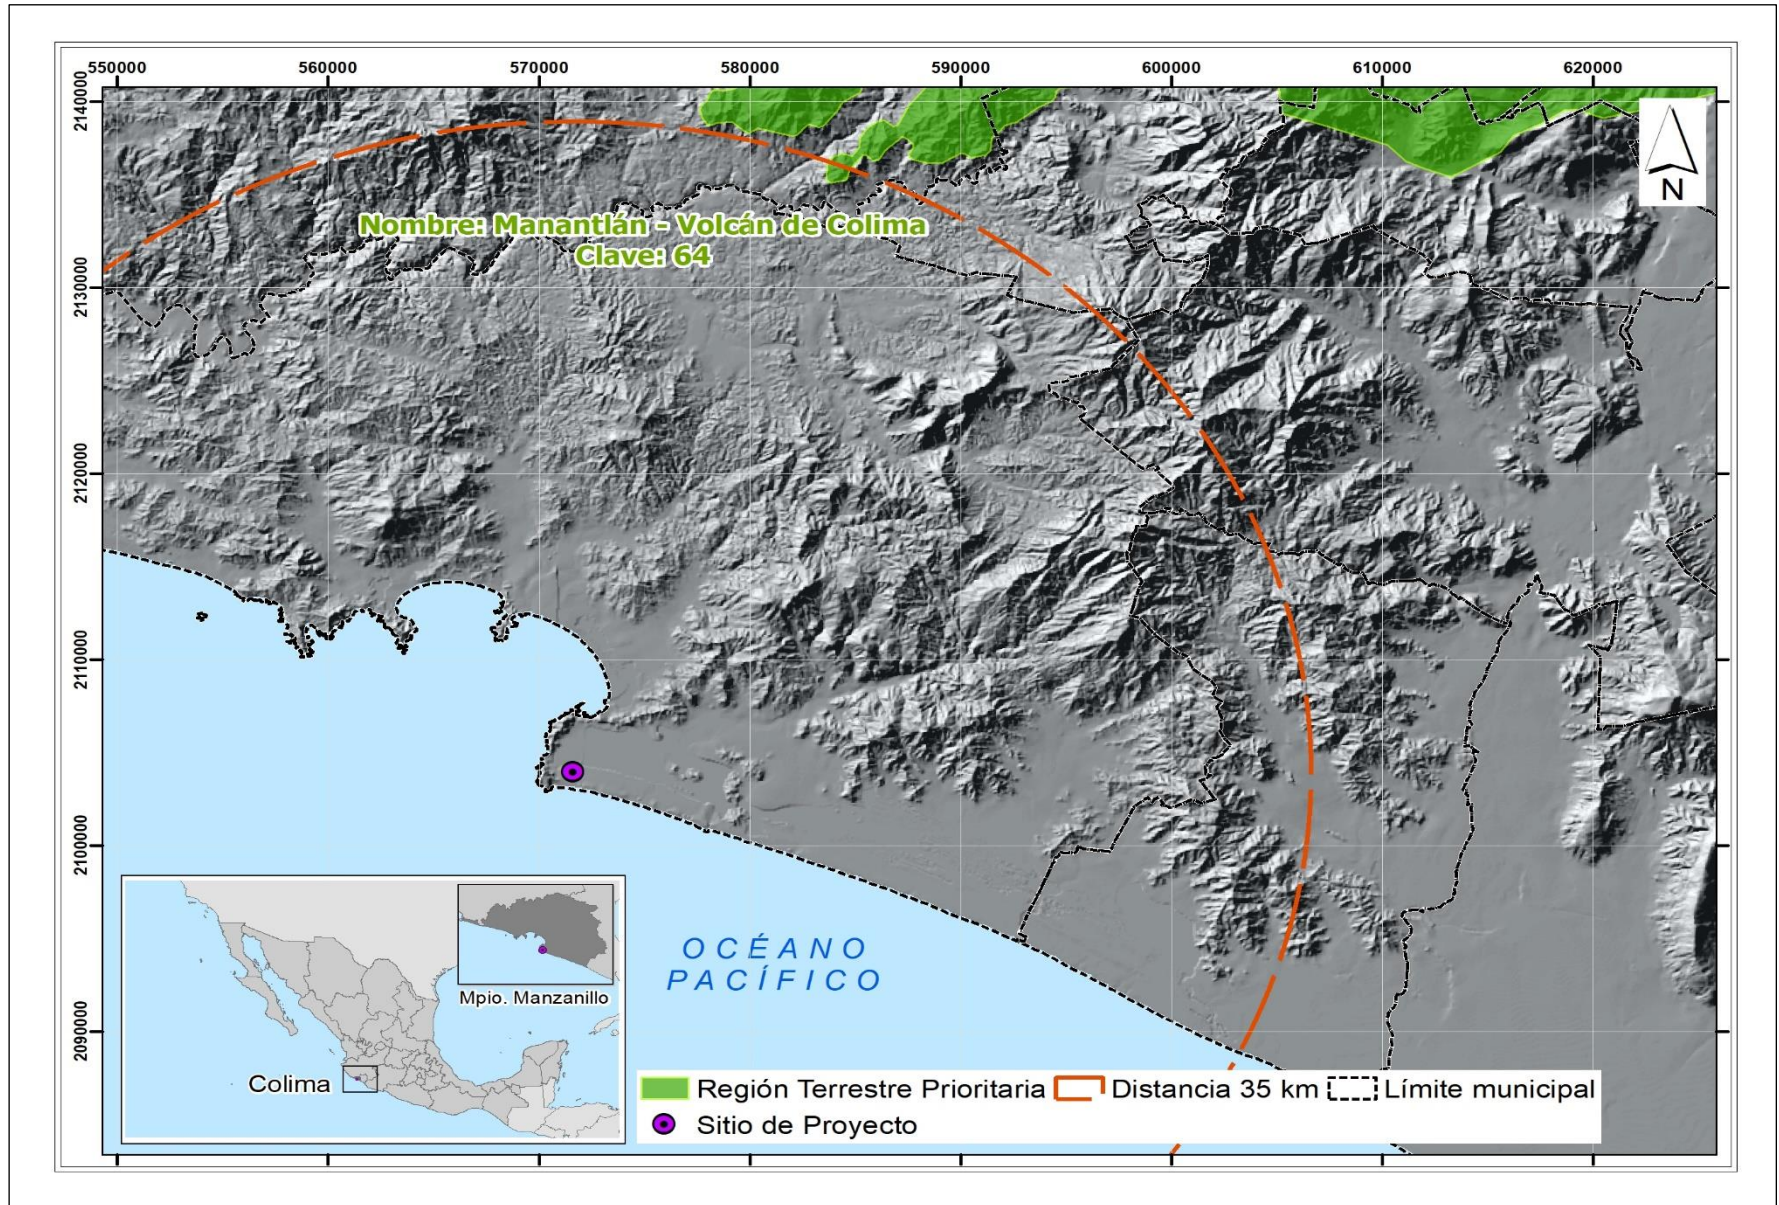 550000 560000 570000 580000 590000 600000 610000 620000
2140000
2130000
2120000
2110000
2100000
2090000
N
Nombre: Manantlán - Volcán de Colima
Clave: 64
OCÉANO
PACÍFICO
Mpio. Manzanillo
Colima
Región Terrestre Prioritaria Distancia 35 km Límite municipal
Sitio de Proyecto